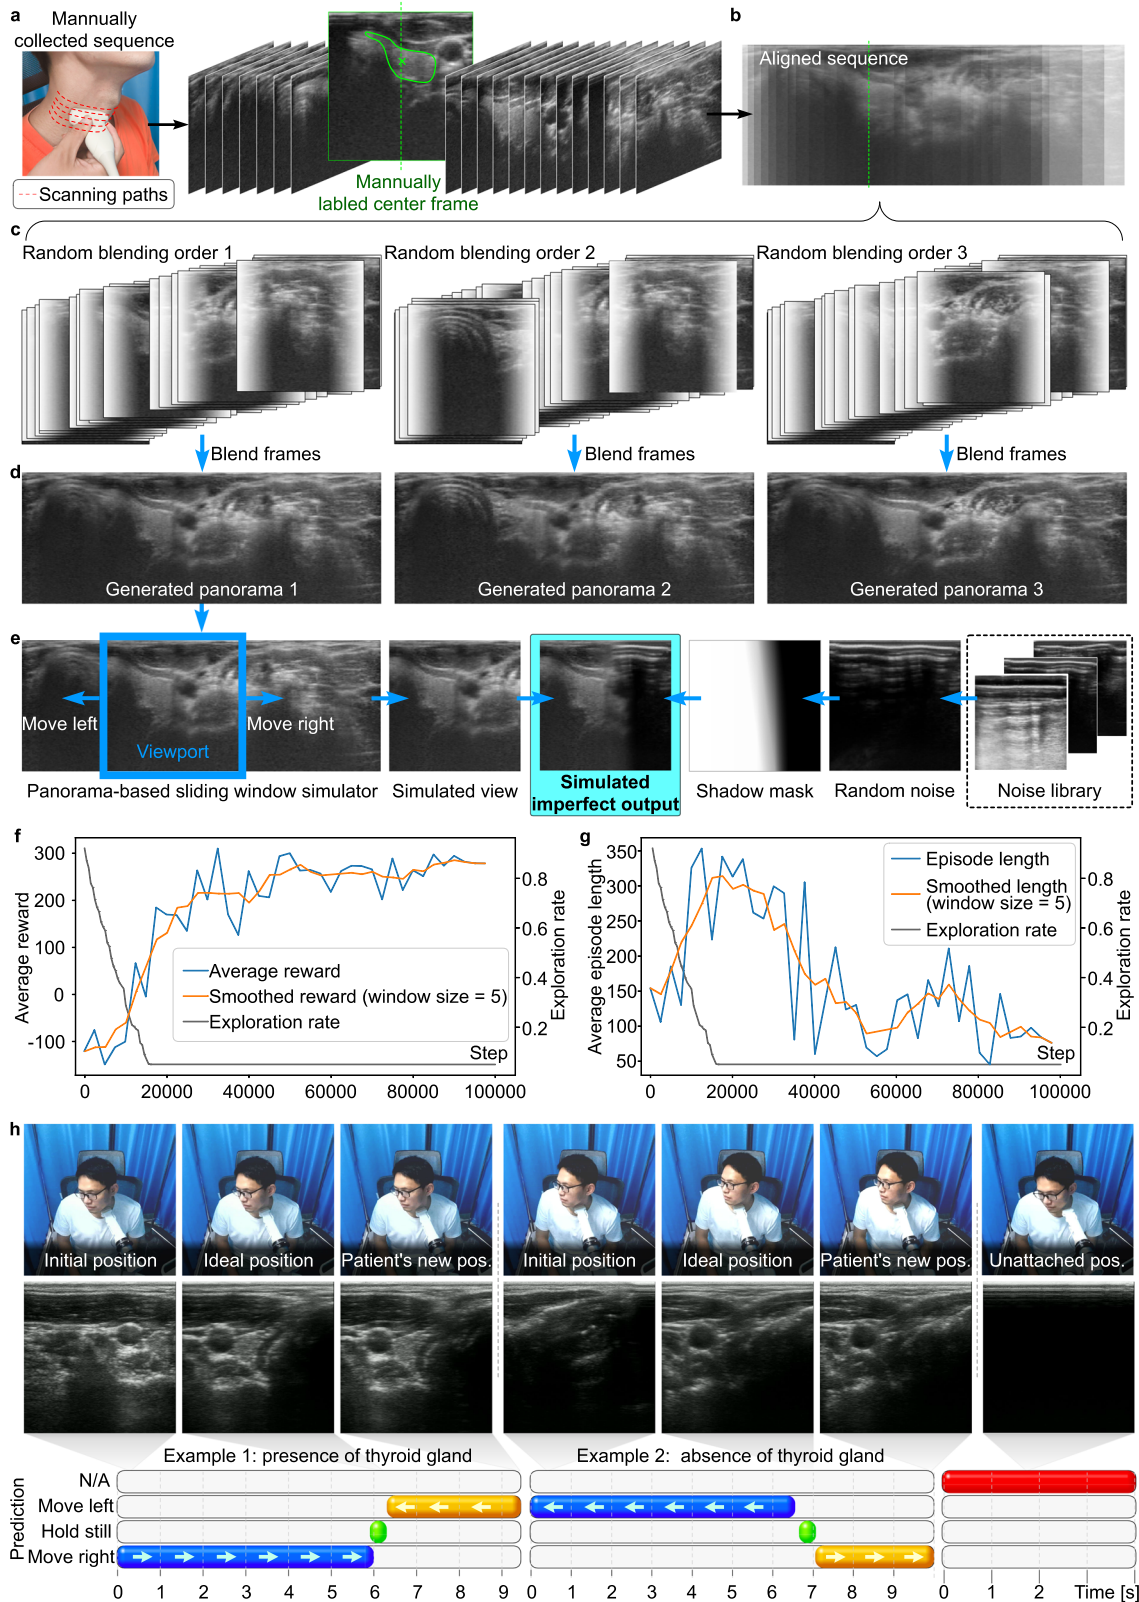 a
Mannually
collected sequence
Scanning paths
Mannually
labled center frame
b
Aligned sequence
c
Random blending order 1
Random blending order 2
Random blending order 3
Blend frames
Blend frames
Blend frames
d
Generated panorama 1
Generated panorama 2
Generated panorama 3
e
Move left
Move right
Viewport
Panorama-based sliding window simulator
Simulated view
Simulated
imperfect output
Shadow mask
Random noise
Noise library
f
Average reward
300
200
100
0
-100
0.8
0.6
0.4
0.2
Exploration rate
Average reward
Smoothed reward (window size = 5)
Exploration rate
Step
0 20000 40000 60000 80000 100000
g
Average episode length
350
300
250
200
150
100
50
0.8
0.6
0.4
0.2
Exploration rate
Episode length
Smoothed length
(window size = 5)
Exploration rate
Step
0 20000 40000 60000 80000 100000
h
Initial position
Ideal position
Patient's new pos.
Initial position
Ideal position
Patient's new pos.
Unattached pos.
Example 1: presence of thyroid gland
Example 2: absence of thyroid gland
Prediction
N/A
Move left
Hold still
Move right
0 1 2 3 4 5 6 7 8 9
0 1 2 3 4 5 6 7 8 9
0 1 2 Time [s]